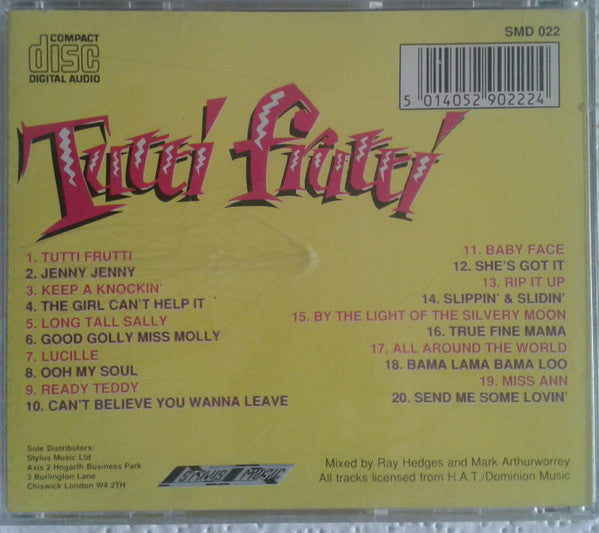 COMPACT
disc
DIGITAL AUDIO
SMD 022
5 014052 902224
Tutti frutti
1. TUTTI FRUTTI
2. JENNY JENNY
3. KEEP A KNOCKIN'
4. THE GIRL CAN'T HELP IT
5. LONG TALL SALLY
6. GOOD GOLLY MISS MOLLY
7. LUCILLE
8. OOH MY SOUL
9. READY TEDDY
10. CAN'T BELIEVE YOU WANNA LEAVE
11. BABY FACE
12. SHE'S GOT IT
13. RIP IT UP
14. SLIPPIN' & SLIDIN'
15. BY THE LIGHT OF THE SILVERY MOON
16. TRUE FINE MAMA
17. ALL AROUND THE WORLD
18. BAMA LAMA BAMA LOO
19. MISS ANN
20. SEND ME SOME LOVIN'
Sole Distributors:
Stylus Music Ltd
Axis 2 Hogarth Business Park
3 Burlington Lane
Chiswick London W4 2TH
STYLUS MUSIC
Mixed by Ray Hedges and Mark Arthurworrey
All tracks licensed from H.A.T./Dominion Music